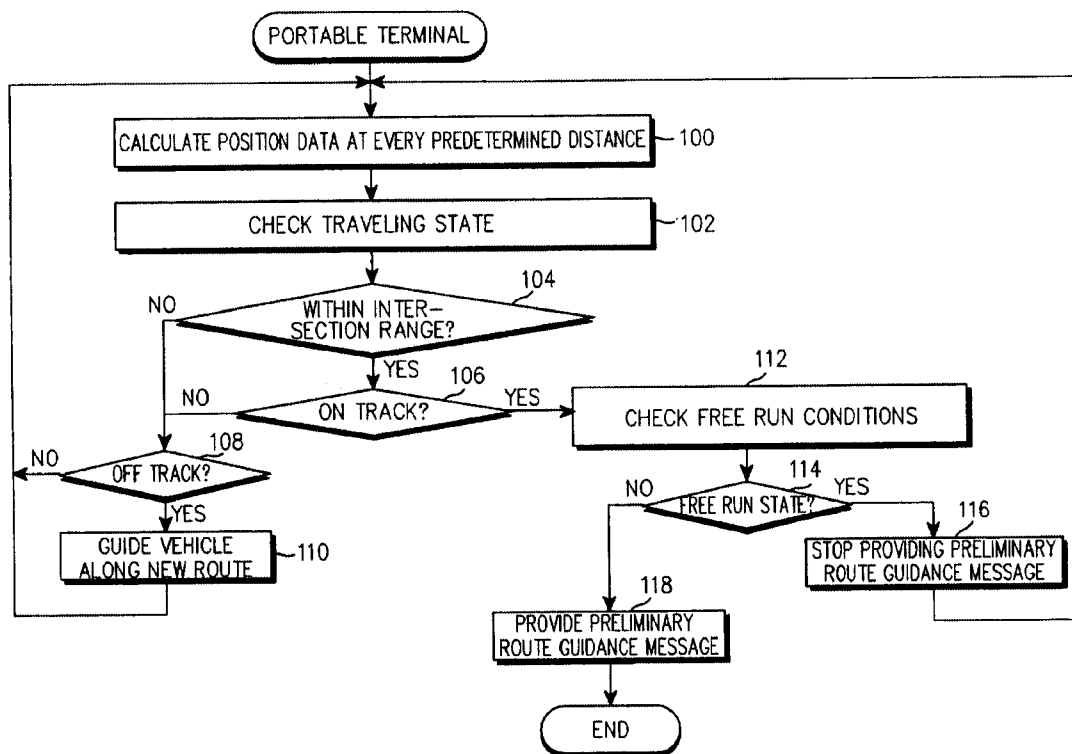 PORTABLE TERMINAL
CALCULATE POSITION DATA AT EVERY PREDETERMINED DISTANCE
100
CHECK TRAVELING STATE
102
104
NO
WITHIN INTER-
SECTION RANGE?
YES
106
NO
ON TRACK?
YES
112
CHECK FREE RUN CONDITIONS
108
NO
OFF TRACK?
YES
114
NO
FREE RUN STATE?
YES
116
GUIDE VEHICLE
ALONG NEW ROUTE
110
STOP PROVIDING PRELIMINARY
ROUTE GUIDANCE MESSAGE
118
PROVIDE PRELIMINARY
ROUTE GUIDANCE MESSAGE
END